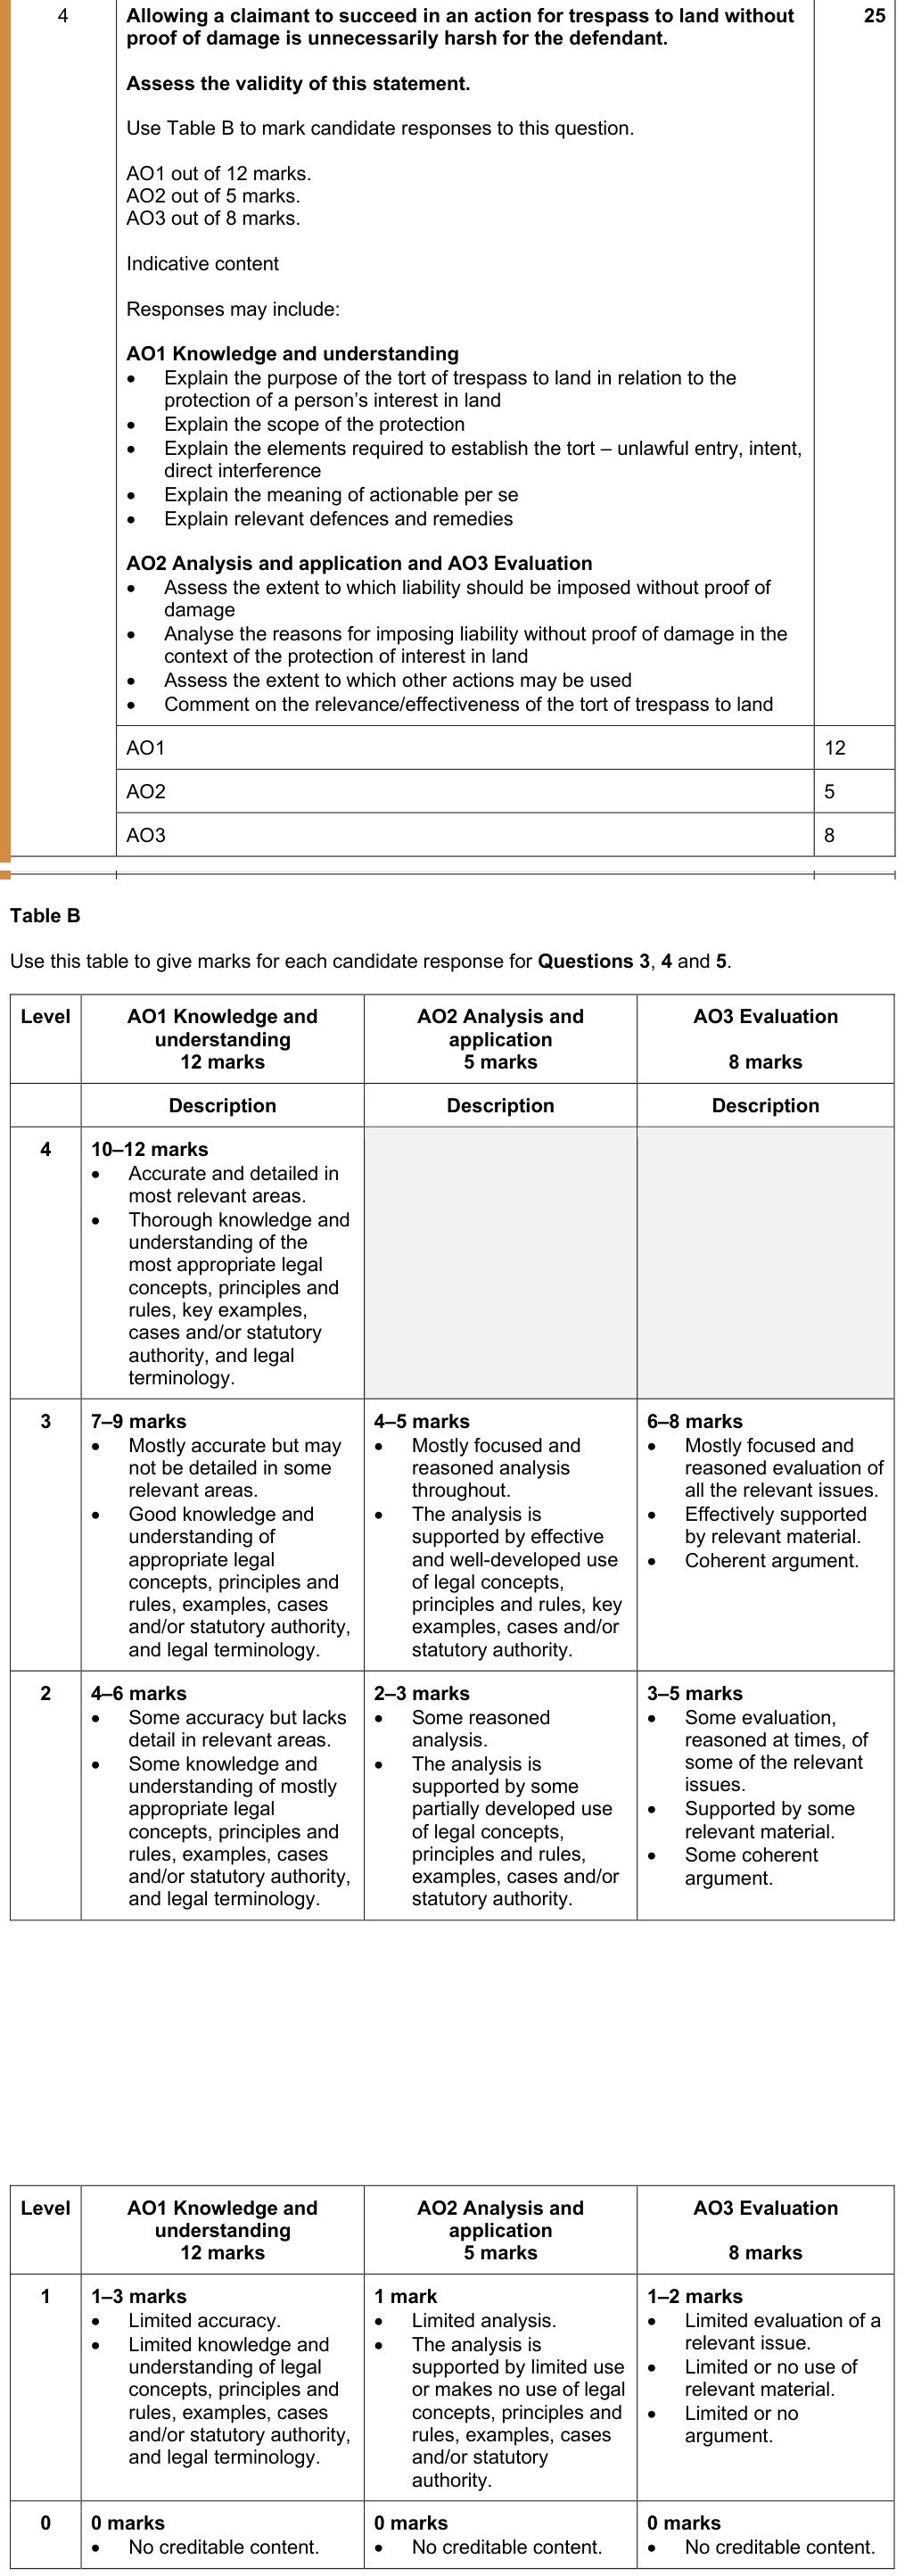 4
Allowing a claimant to succeed in an action for trespass to land without
proof of damage is unnecessarily harsh for the defendant.
25
Assess the validity of this statement.
Use Table B to mark candidate responses to this question.
AO1 out of 12 marks.
AO2 out of 5 marks.
AO3 out of 8 marks.
Indicative content
Responses may include:
AO1 Knowledge and understanding
• Explain the purpose of the tort of trespass to land in relation to the
protection of a person's interest in land
• Explain the scope of the protection
• Explain the elements required to establish the tort – unlawful entry, intent,
direct interference
• Explain the meaning of actionable per se
• Explain relevant defences and remedies
AO2 Analysis and application and AO3 Evaluation
• Assess the extent to which liability should be imposed without proof of
damage
• Analyse the reasons for imposing liability without proof of damage in the
context of the protection of interest in land
• Assess the extent to which other actions may be used
• Comment on the relevance/effectiveness of the tort of trespass to land
AO1 12
AO2 5
AO3 8
Table B
Use this table to give marks for each candidate response for Questions 3, 4 and 5.
Level
AO1 Knowledge and
understanding
12 marks
AO2 Analysis and
application
5 marks
AO3 Evaluation
8 marks
Description
Description
Description
4
10–12 marks
• Accurate and detailed in
most relevant areas.
• Thorough knowledge and
understanding of the
most appropriate legal
concepts, principles and
rules, key examples,
cases and/or statutory
authority, and legal
terminology.
3
7–9 marks
• Mostly accurate but may
not be detailed in some
relevant areas.
• Good knowledge and
understanding of
appropriate legal
concepts, principles and
rules, examples, cases
and/or statutory authority,
and legal terminology.
4–5 marks
• Mostly focused and
reasoned analysis
throughout.
• The analysis is
supported by effective
and well-developed use
of legal concepts,
principles and rules, key
examples, cases and/or
statutory authority.
6–8 marks
• Mostly focused and
reasoned evaluation of
all the relevant issues.
• Effectively supported
by relevant material.
• Coherent argument.
2
4–6 marks
• Some accuracy but lacks
detail in relevant areas.
• Some knowledge and
understanding of mostly
appropriate legal
concepts, principles and
rules, examples, cases
and/or statutory authority,
and legal terminology.
2–3 marks
• Some reasoned
analysis.
• The analysis is
supported by some
partially developed use
of legal concepts,
principles and rules,
examples, cases and/or
statutory authority.
3–5 marks
• Some evaluation,
reasoned at times, of
some of the relevant
issues.
• Supported by some
relevant material.
• Some coherent
argument.
Level
AO1 Knowledge and
understanding
12 marks
AO2 Analysis and
application
5 marks
AO3 Evaluation
8 marks
1
1–3 marks
• Limited accuracy.
• Limited knowledge and
understanding of legal
concepts, principles and
rules, examples, cases
and/or statutory authority,
and legal terminology.
1 mark
• Limited analysis.
• The analysis is
supported by limited use
or makes no use of legal
concepts, principles and
rules, examples, cases
and/or statutory
authority.
1–2 marks
• Limited evaluation of a
relevant issue.
• Limited or no use of
relevant material.
• Limited or no
argument.
0
0 marks
• No creditable content.
0 marks
• No creditable content.
0 marks
• No creditable content.